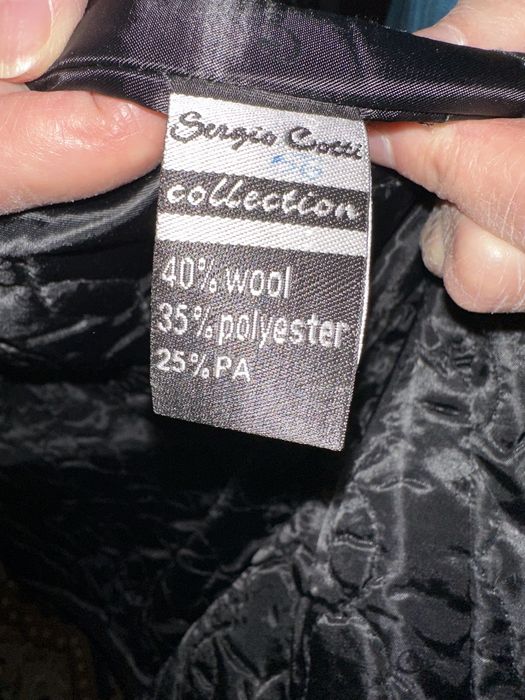 Sergio Cotti
collection
40% wool
35% polyester
25% PA